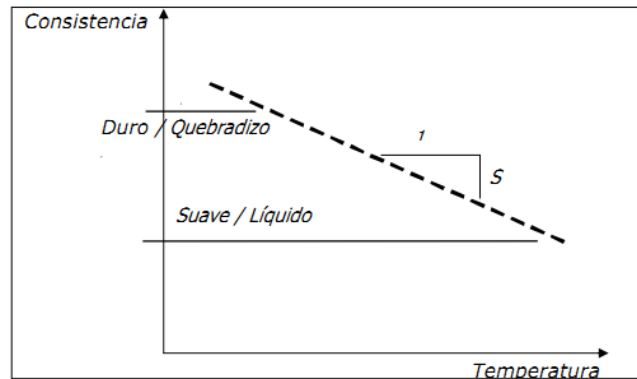 Consistencia
Duro / Quebradizo
1
S
Suave / Líquido
Temperatura